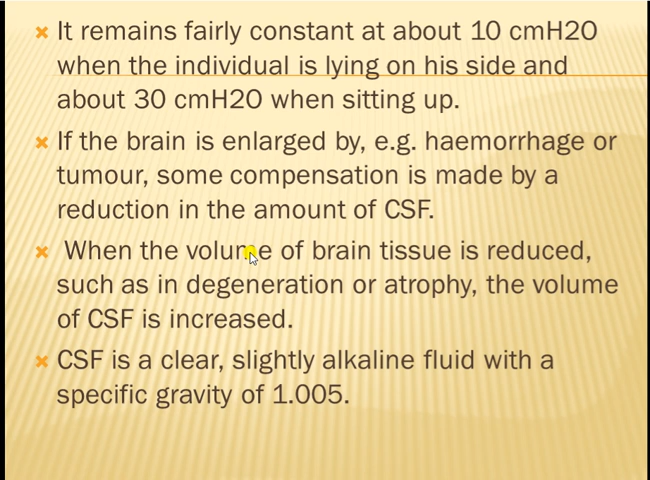 It remains fairly constant at about 10 cmH2O
when the individual is lying on his side and
about 30 cmH2O when sitting up.
If the brain is enlarged by, e.g. haemorrhage or
tumour, some compensation is made by a
reduction in the amount of CSF.
When the volume of brain tissue is reduced,
such as in degeneration or atrophy, the volume
of CSF is increased.
CSF is a clear, slightly alkaline fluid with a
specific gravity of 1.005.